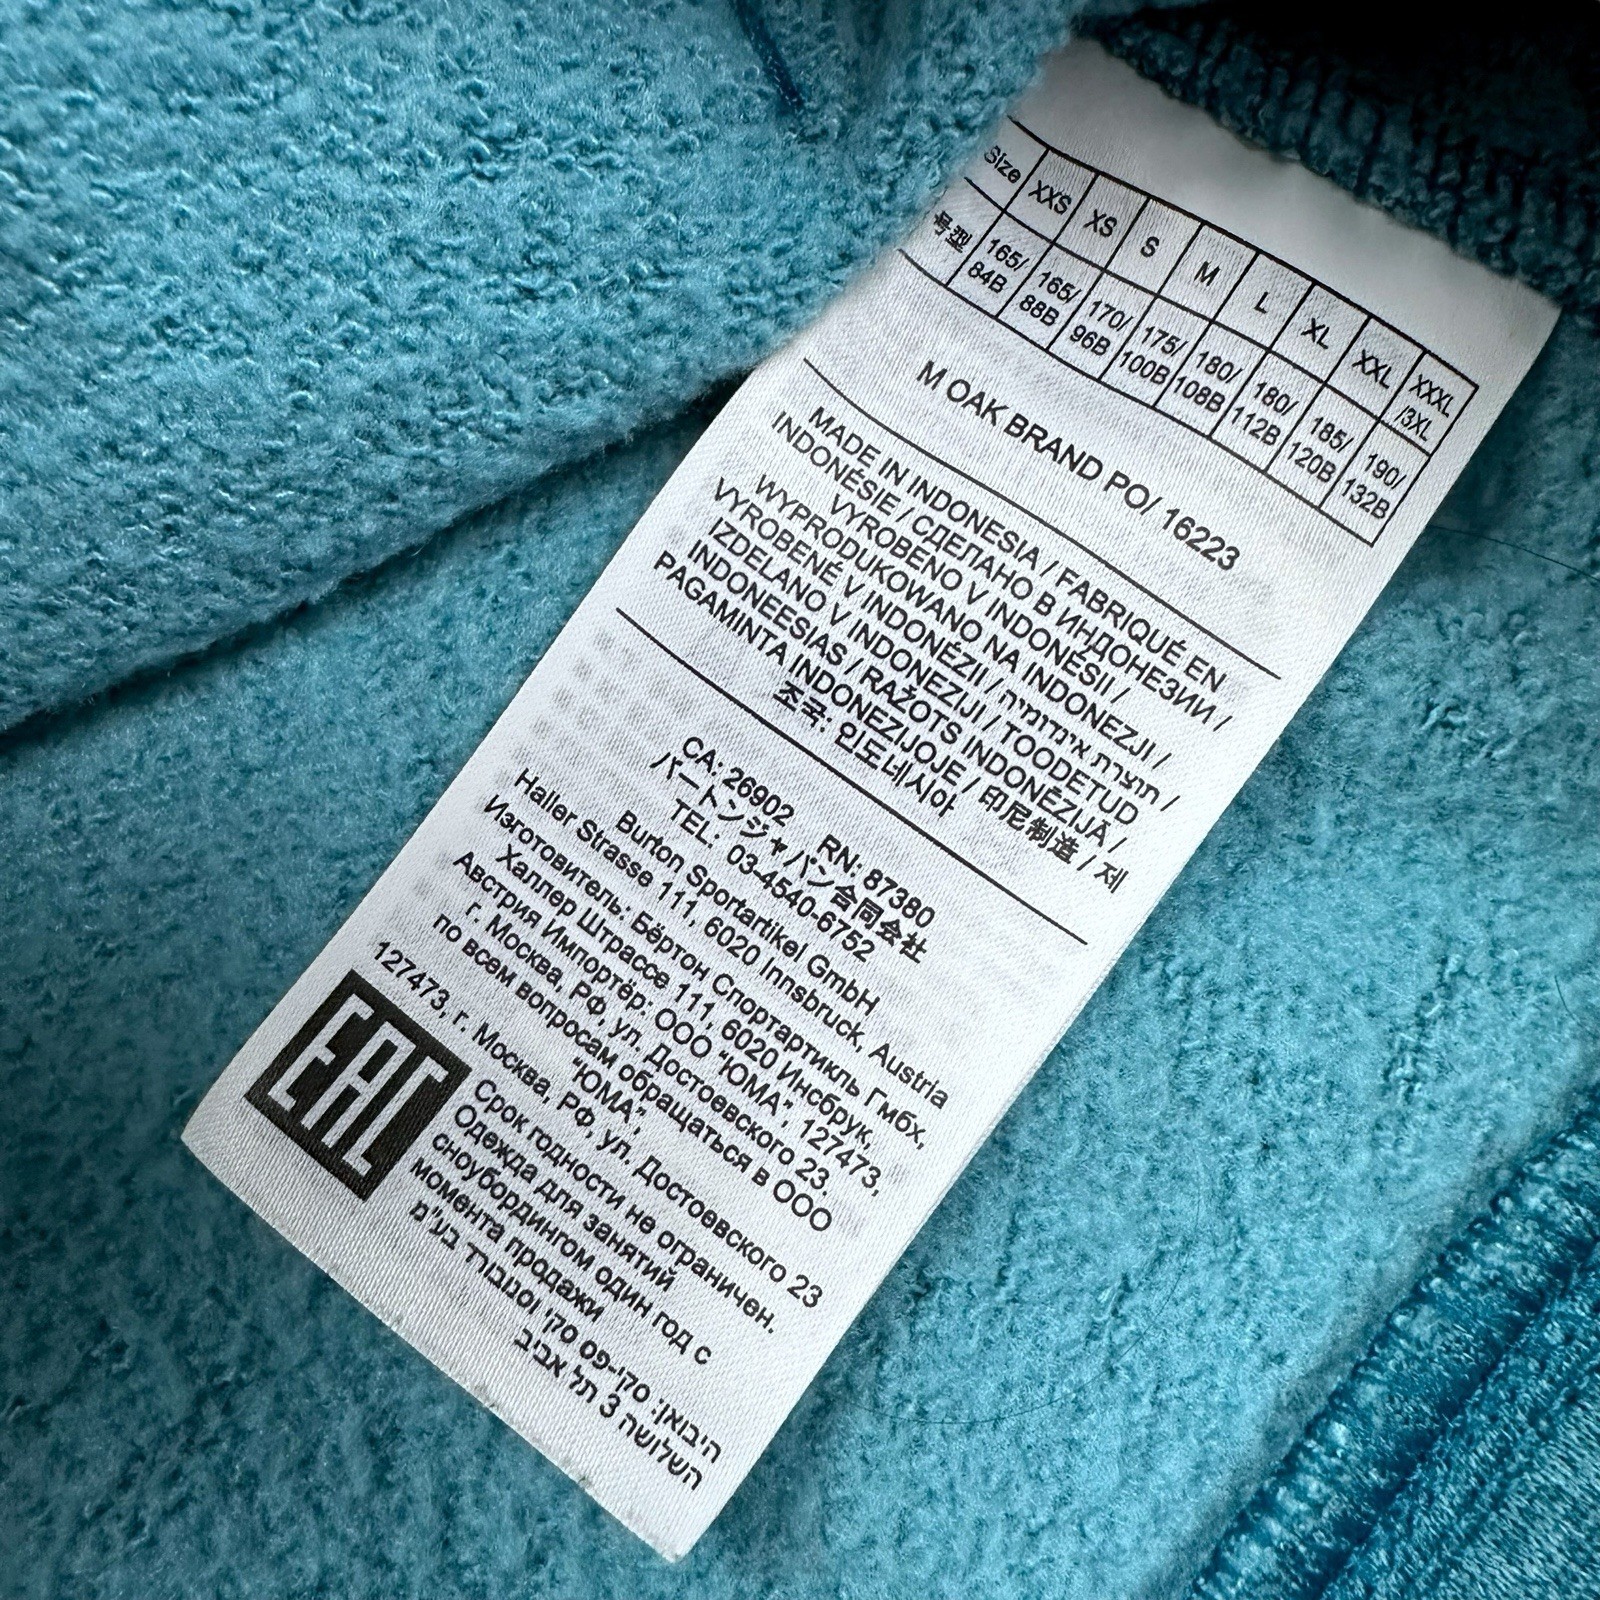 Size XXS XS S M L XL XXL XXXL /3XL
号型 165/84B 165/88B 170/96B 175/100B 180/108B 180/112B 185/120B 190/132B
M OAK BRAND PO/ 16223
MADE IN INDONESIA / FABRIQUÉ EN
INDONÉSIE / СДЕЛАНО В ИНДОНЕЗИИ /
VYROBENO V INDONÉSII /
WYPRODUKOWANO NA INDONEZJI /
VYROBENÉ V INDONÉZII / תוצרת אינדונזיה /
IZDELANO V INDONEZIJI / TOODETUD
INDONEESIAS / RAŽOTS INDONĒZIJĀ /
PAGAMINTA INDONEZIJOJE / 印尼制造 / 제
조국: 인도네시아
CA: 26902 RN: 87380
バートンジャパン合同会社
TEL: 03-4540-6752
Burton Sportartikel GmbH
Haller Strasse 111, 6020 Innsbruck, Austria
Изготовитель: Бёртон Спортартикль Гмбх,
Халлер Штрассе 111, 6020 Инсбрук,
Австрия Импортёр: ООО "ЮМА", 127473,
г. Москва, РФ, ул. Достоевского 23.
по всем вопросам обращаться в ООО
"ЮМА",
127473, г. Москва, РФ, ул. Достоевского 23
EAC
Срок годности не ограничен.
Одежда для занятий
сноубордингом один год с
момента продажи
היבואן: סקי-פס סקי וסנובורד בע"מ
השלושה 3 תל אביב